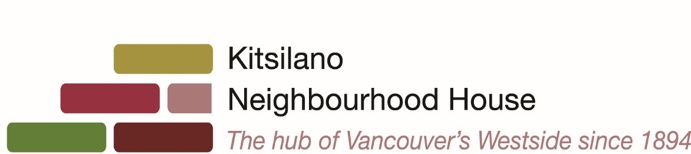 Kitsilano
Neighbourhood House
The hub of Vancouver's Westside since 1894